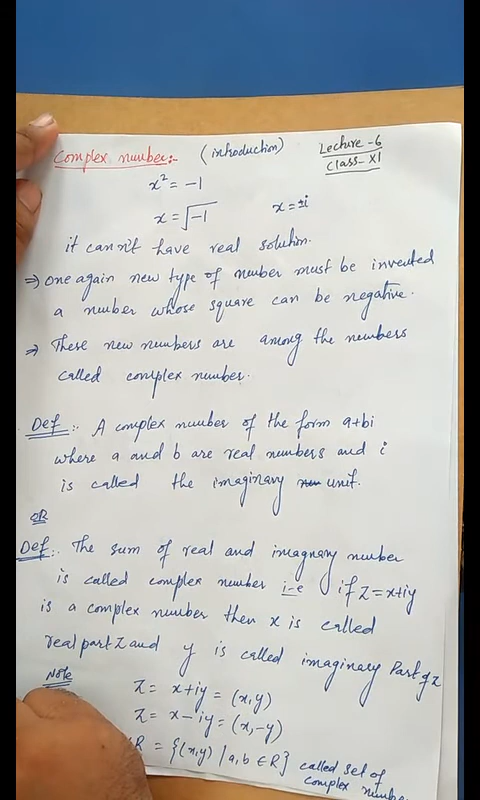 Complex number:- (introduction) Lecture-6
Class-XI
x² = -1
x = √-1 x = ±i
it can't have real solution.
⇒ one again new type of number must be invented
a number whose square can be negative.
⇒ These new numbers are among the numbers
called complex number.
Def:- A complex number of the form a+bi
where a and b are real numbers and i
is called the imaginary unit.
OR
Def:- The sum of real and imagnary number
is called complex number i-e if Z = x+iy
is a complex number then x is called
real part Z and y is called imaginary Part of z
Note
Z = x+iy = (x,y)
Z = x-iy = (x,-y)
R = {(x,y) / a,b ∈ R} called set of
complex number